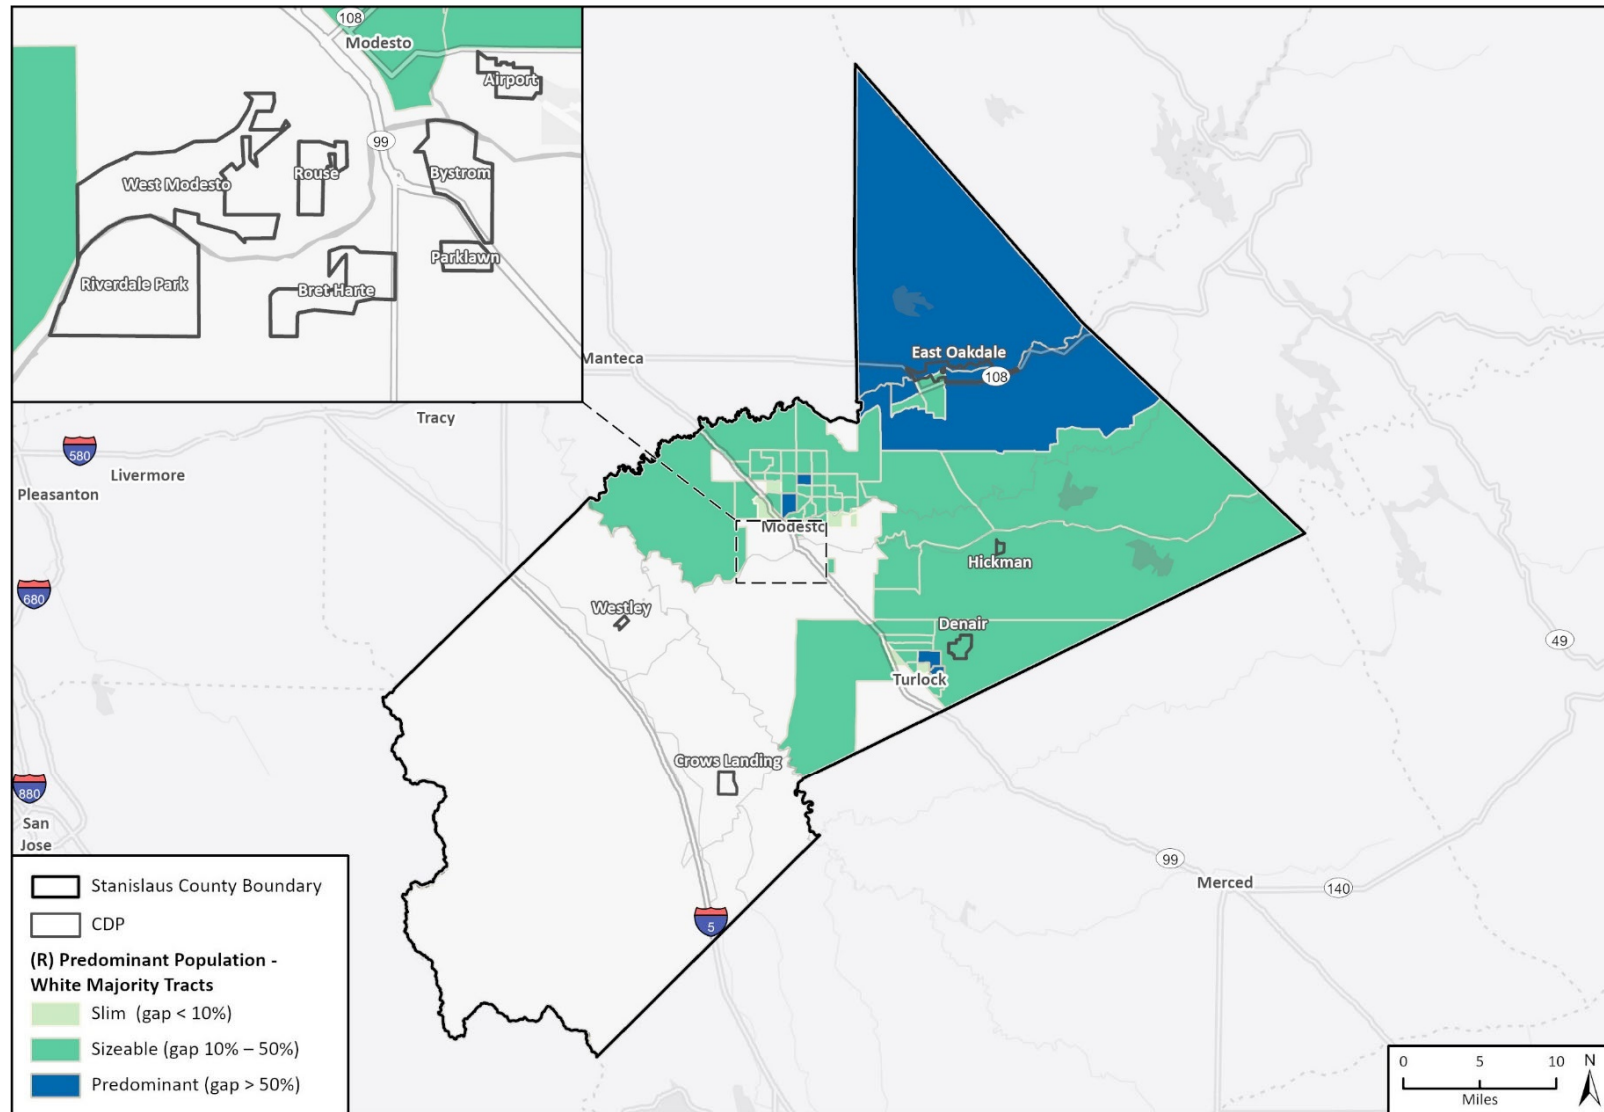 108
Modesto
Airport
99
West Modesto
Rouse
Bystrom
Parklawn
Riverdale Park
Bret Harte
Manteca
East Oakdale
108
Tracy
580
Livermore
Pleasanton
Modesto
Hickman
680
Westley
Denair
49
Turlock
Crows Landing
880
San
Jose
99
Merced
140
5
Stanislaus County Boundary
CDP
(R) Predominant Population -
White Majority Tracts
Slim (gap < 10%)
Sizeable (gap 10% – 50%)
Predominant (gap > 50%)
0 5 10
Miles
N